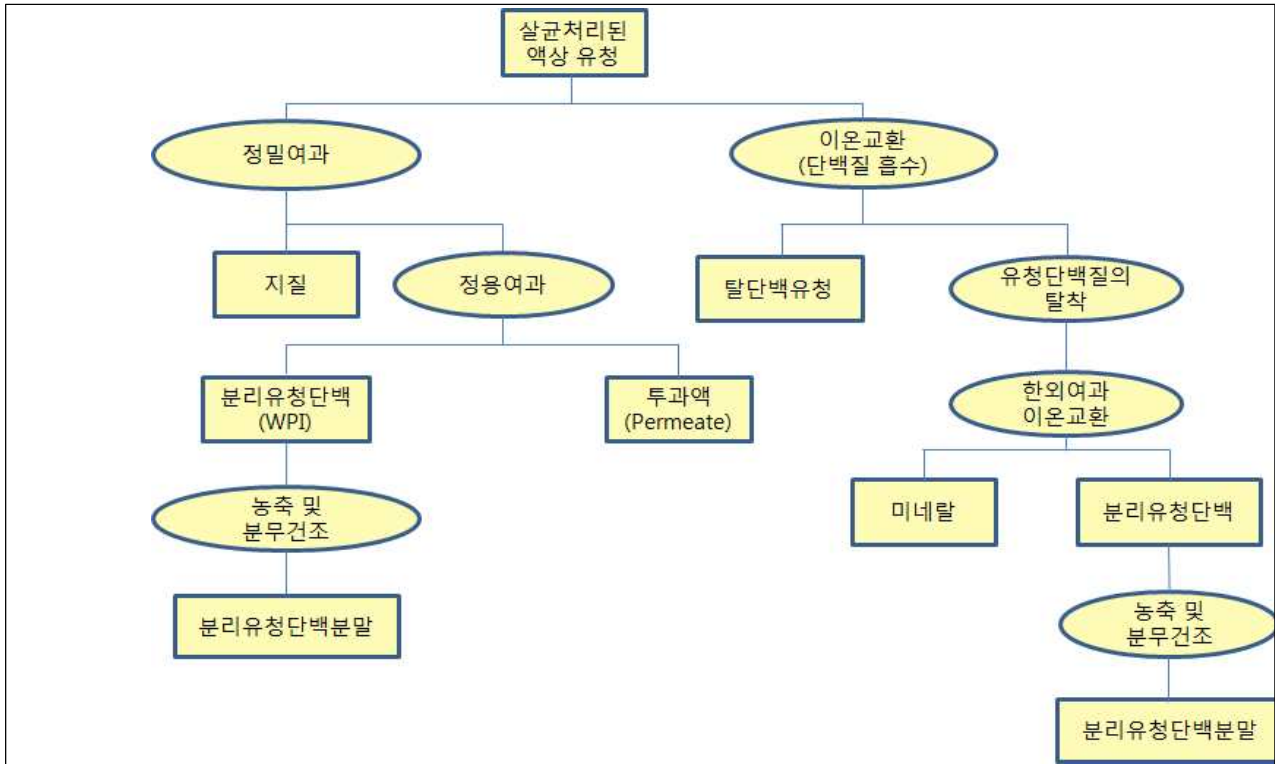 살균처리된
액상 유청
정밀여과
이온교환
(단백질 흡수)
지질
정용여과
탈단백유청
유청단백질의
탈착
분리유청단백
(WPI)
투과액
(Permeate)
한외여과
이온교환
농축 및
분무건조
미네랄
분리유청단백
분리유청단백분말
농축 및
분무건조
분리유청단백분말